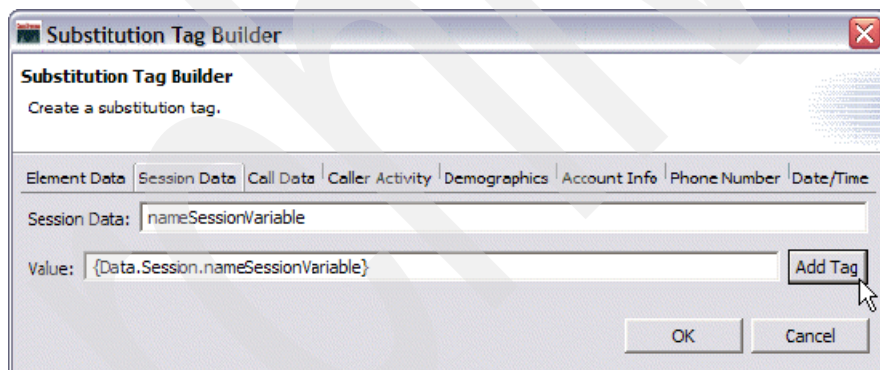 Substitution Tag Builder
Substitution Tag Builder
Create a substitution tag.
Element Data Session Data Call Data Caller Activity Demographics Account Info Phone Number Date/Time
Session Data: nameSessionVariable
Value: {Data.Session.nameSessionVariable} Add Tag
OK Cancel